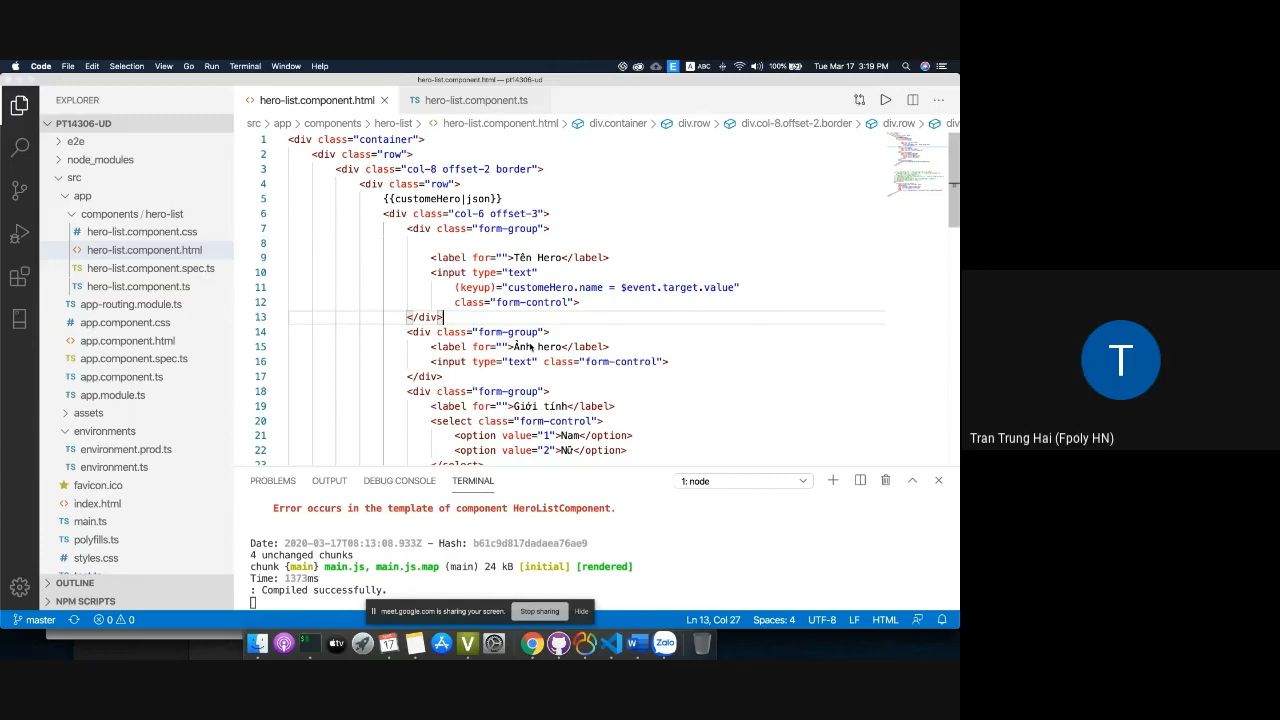 Code File Edit Selection View Go Run Terminal Window Help
E A ABC 100% Tue Mar 17 3:19 PM
hero-list.component.html — pt14306-ud
EXPLORER
PT14306-UD
e2e
node_modules
src
app
components / hero-list
hero-list.component.css
hero-list.component.html
hero-list.component.spec.ts
hero-list.component.ts
app-routing.module.ts
app.component.css
app.component.html
app.component.spec.ts
app.component.ts
app.module.ts
assets
environments
environment.prod.ts
environment.ts
favicon.ico
index.html
main.ts
polyfills.ts
styles.css
OUTLINE
NPM SCRIPTS
hero-list.component.html hero-list.component.ts
src app components hero-list hero-list.component.html div.container div.row div.col-8.offset-2.border div.row
1 <div class="container">
2 <div class="row">
3 <div class="col-8 offset-2 border">
4 <div class="row">
5 {{customeHero|json}}
6 <div class="col-6 offset-3">
7 <div class="form-group">
8
9 <label for="">Tên Hero</label>
10 <input type="text"
11 (keyup)="customeHero.name = $event.target.value"
12 class="form-control">
13 </div>
14 <div class="form-group">
15 <label for="">Ảnh hero</label>
16 <input type="text" class="form-control">
17 </div>
18 <div class="form-group">
19 <label for="">Giới tính</label>
20 <select class="form-control">
21 <option value="1">Nam</option>
22 <option value="2">Nữ</option>
23 </select>
PROBLEMS OUTPUT DEBUG CONSOLE TERMINAL 1: node
Error occurs in the template of component HeroListComponent.
Date: 2020-03-17T08:13:08.933Z - Hash: b61c9d817dadaea76ae9
4 unchanged chunks
chunk {main} main.js, main.js.map (main) 24 kB [initial] [rendered]
Time: 1373ms
: Compiled successfully.
meet.google.com is sharing your screen. Stop sharing Hide
master 0 0 Ln 13, Col 27 Spaces: 4 UTF-8 LF HTML
tv 17 V W Zalo
T
Tran Trung Hai (Fpoly HN)